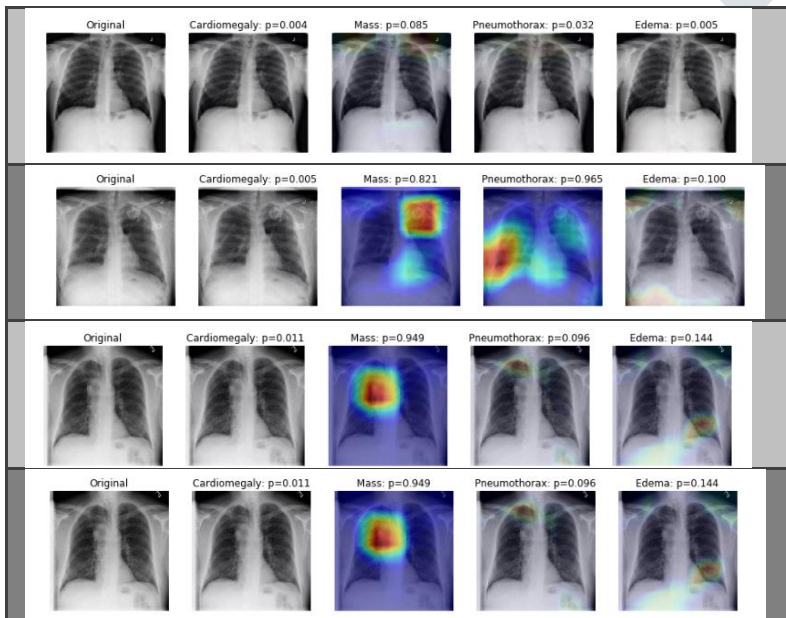 Original Cardiomegaly: p=0.004 Mass: p=0.085 Pneumothorax: p=0.032 Edema: p=0.005
Original Cardiomegaly: p=0.005 Mass: p=0.821 Pneumothorax: p=0.965 Edema: p=0.100
Original Cardiomegaly: p=0.011 Mass: p=0.949 Pneumothorax: p=0.096 Edema: p=0.144
Original Cardiomegaly: p=0.011 Mass: p=0.949 Pneumothorax: p=0.096 Edema: p=0.144